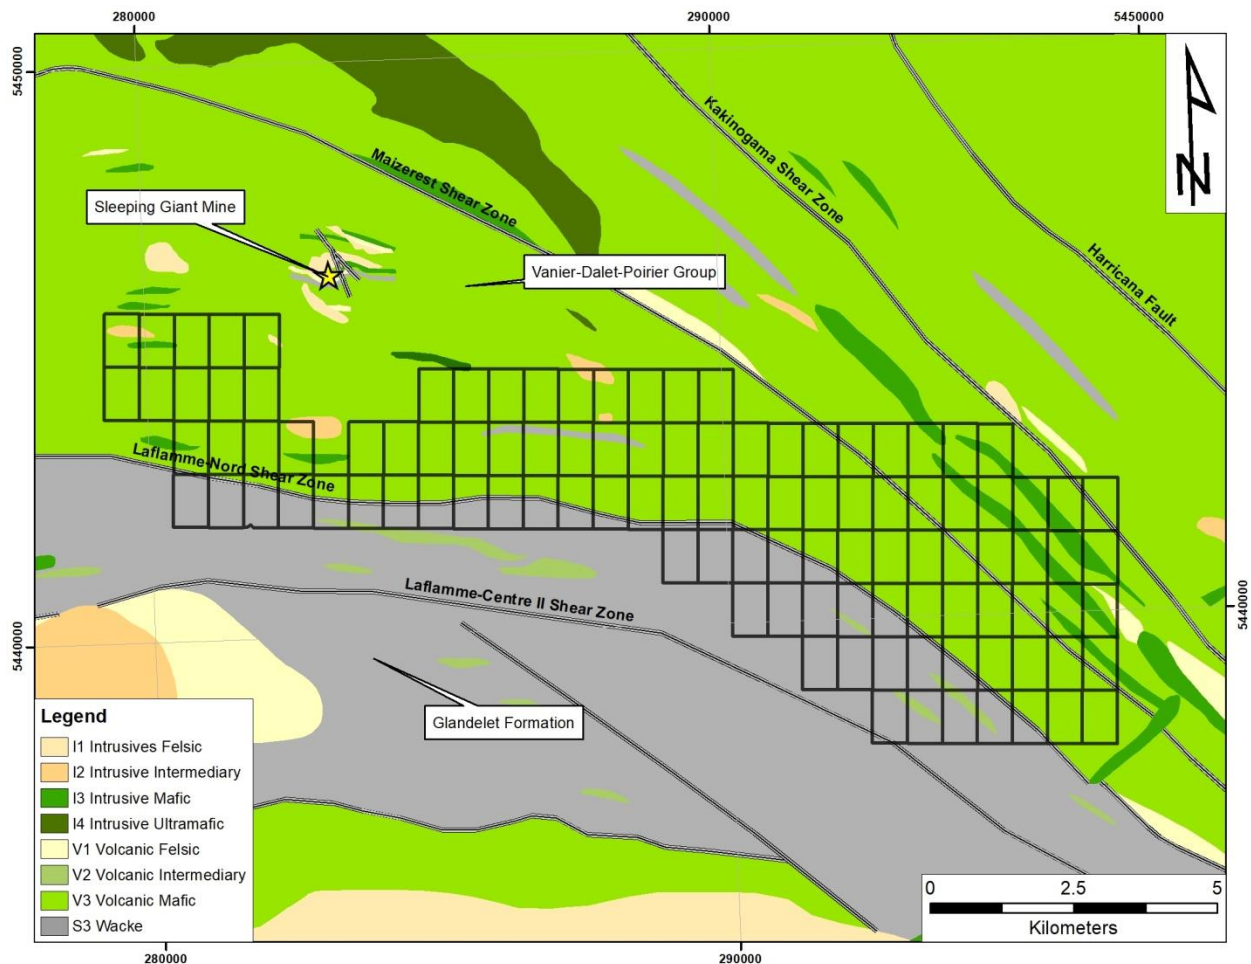 280000
290000
5450000
5450000
N
Kakinogama Shear Zone
Maizerest Shear Zone
Sleeping Giant Mine
Vanier-Dalet-Poirier Group
Harricana Fault
Laflamme-Nord Shear Zone
Laflamme-Centre II Shear Zone
5440000
5440000
Glandelet Formation
Legend
I1 Intrusives Felsic
I2 Intrusive Intermediary
I3 Intrusive Mafic
I4 Intrusive Ultramafic
V1 Volcanic Felsic
V2 Volcanic Intermediary
V3 Volcanic Mafic
S3 Wacke
0 2.5 5
Kilometers
280000
290000